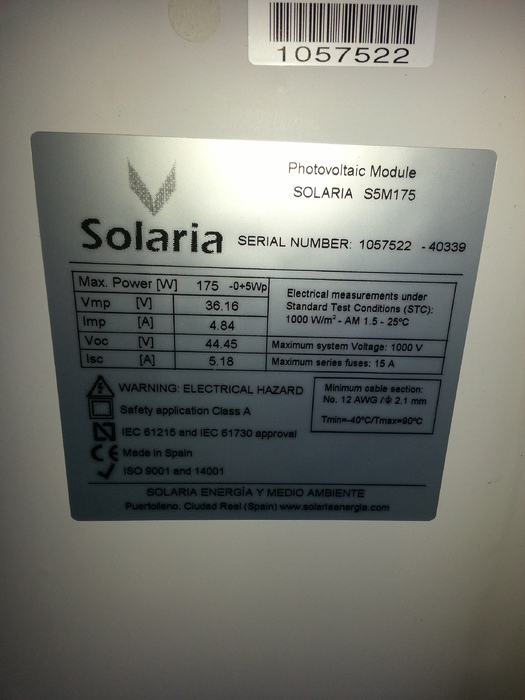 1057522
Photovoltaic Module
SOLARIA S5M175
Solaria
SERIAL NUMBER: 1057522 - 40339
Max. Power [W] 175 -0+5Wp
Vmp [V] 36.16
Imp [A] 4.84
Voc [V] 44.45
Isc [A] 5.18
Electrical measurements under
Standard Test Conditions (STC):
1000 W/m² - AM 1.5 - 25ºC
Maximum system Voltage: 1000 V
Maximum series fuses: 15 A
WARNING: ELECTRICAL HAZARD
Safety application Class A
IEC 61215 and IEC 61730 approval
CE Made in Spain
ISO 9001 and 14001
Minimum cable section:
No. 12 AWG / ϕ 2.1 mm
Tmin=-40ºC/Tmax=90ºC
SOLARIA ENERGÍA Y MEDIO AMBIENTE
Puertollano. Ciudad Real (Spain) www.solariaenergia.com